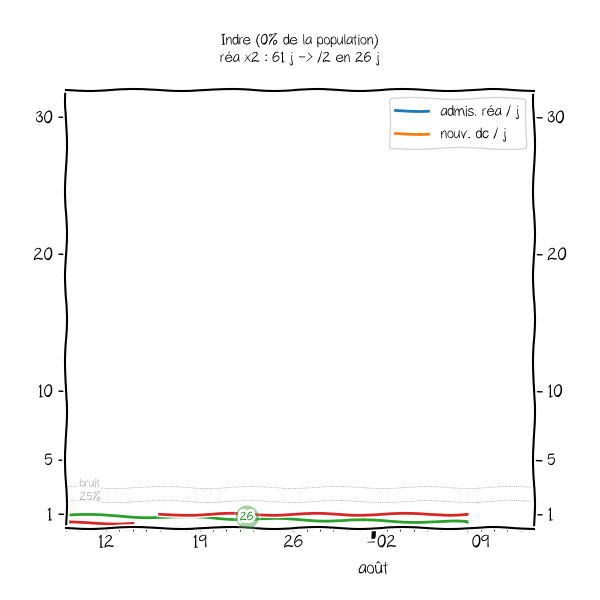 Indre (0% de la population)
réa x2 : 61 j -> /2 en 26 j
admis. réa / j
nouv. dc / j
30
30
20
20
10
10
5
5
bruit
25%
1
26
1
12
19
26
02
09
août